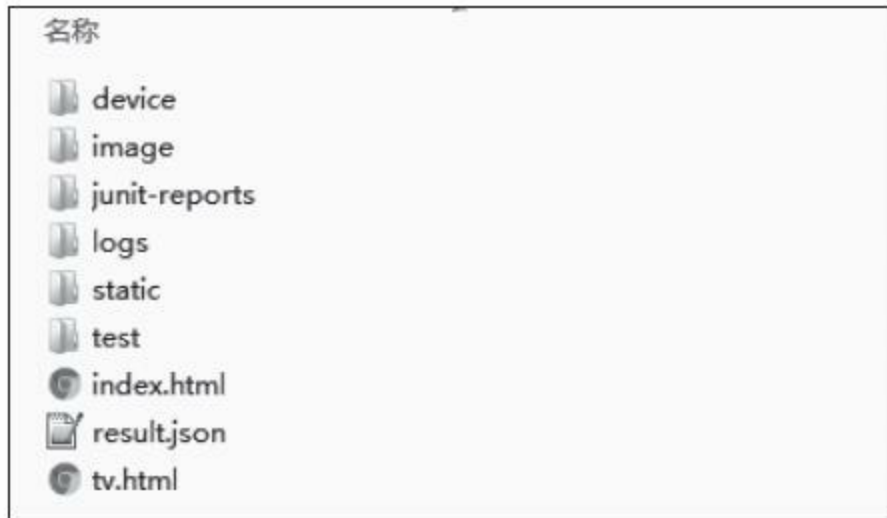 名称
device
image
junit-reports
logs
static
test
index.html
result.json
tv.html